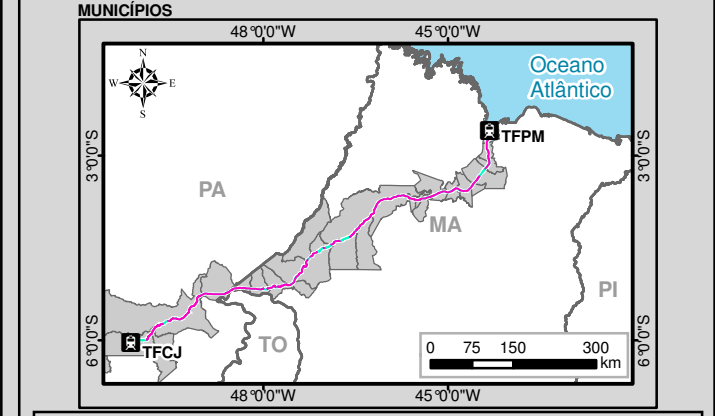 MUNICÍPIOS
48°0'0"W 45°0'0"W
N
W E
S
Oceano
Atlântico
TFPM
3°0'0"S 3°0'0"S
PA
MA
PI
TO
TFCJ
6°0'0"S 6°0'0"S
0 75 150 300
km
48°0'0"W 45°0'0"W